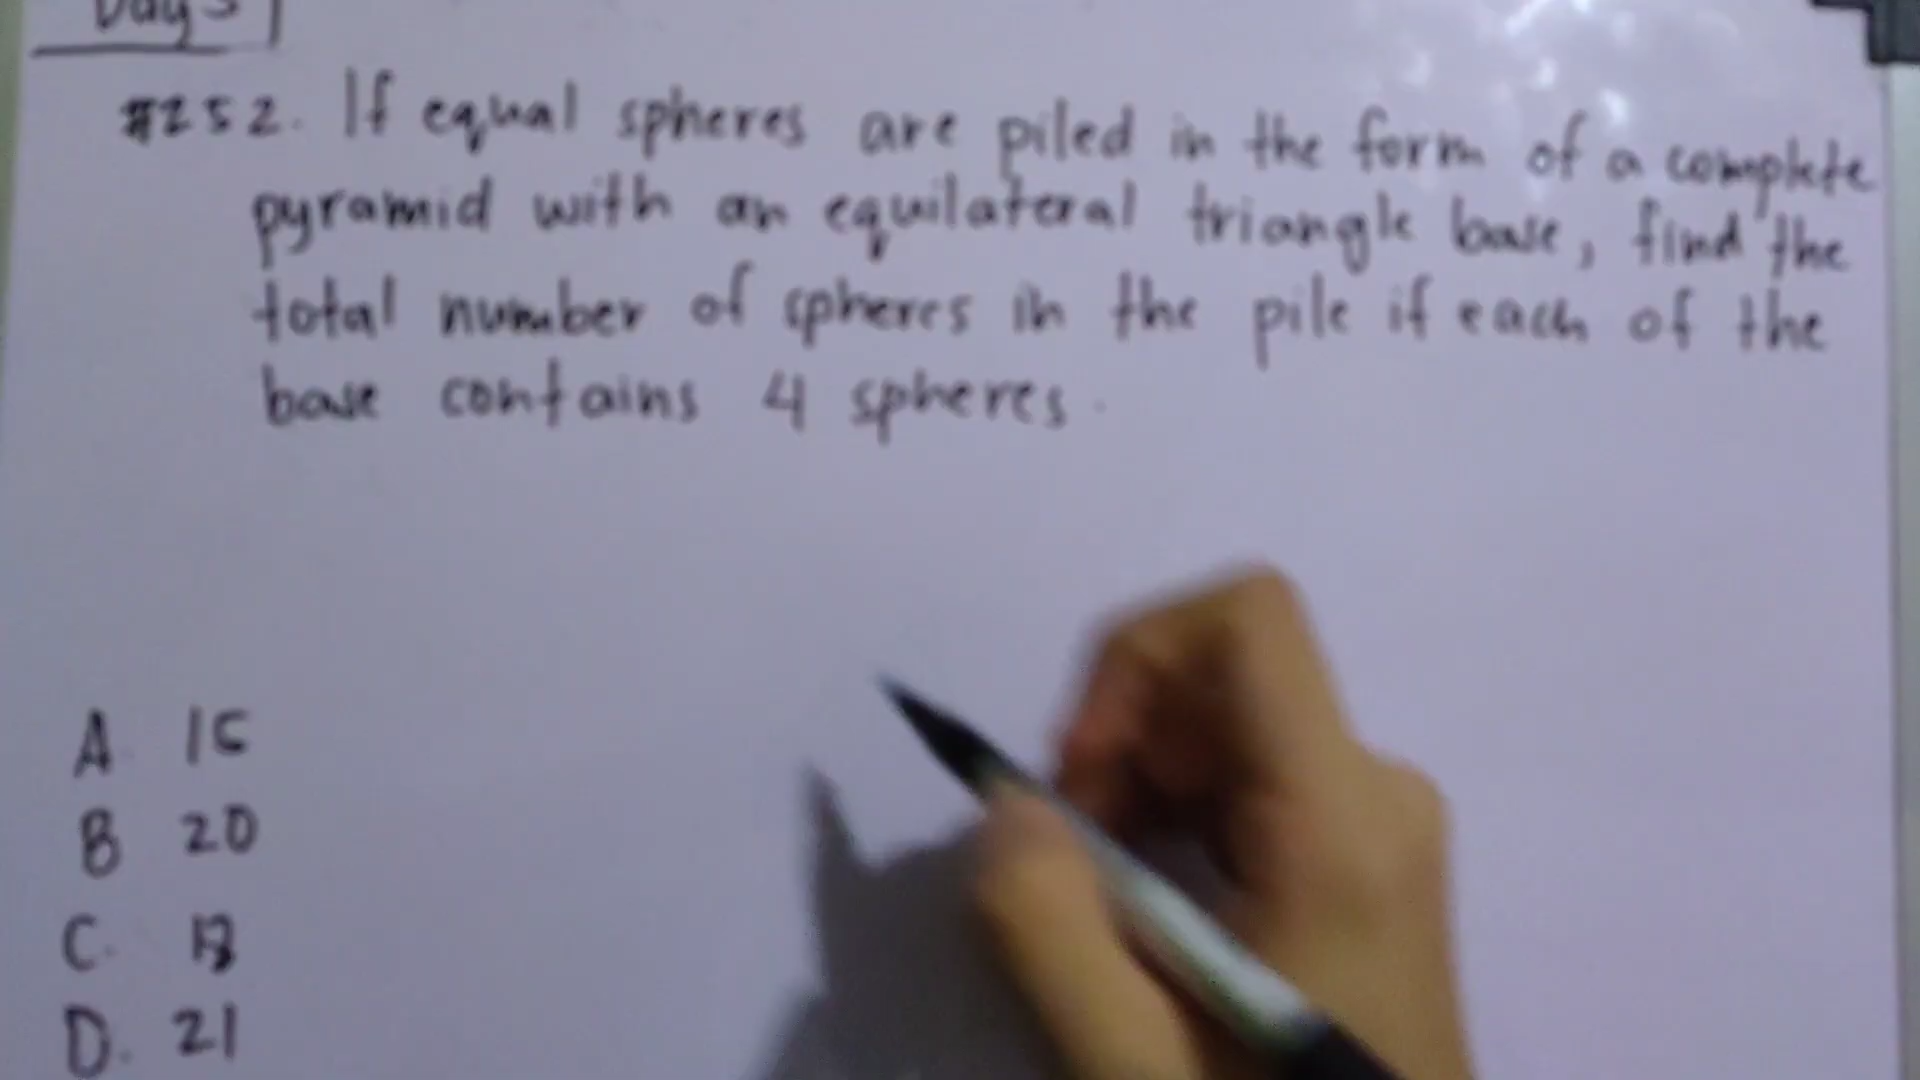 Day
#252. If equal spheres are piled in the form of a complete
pyramid with an equilateral triangle base, find the
total number of spheres in the pile if each of the
base contains 4 spheres.
A. 15
B 20
C.
D. 21